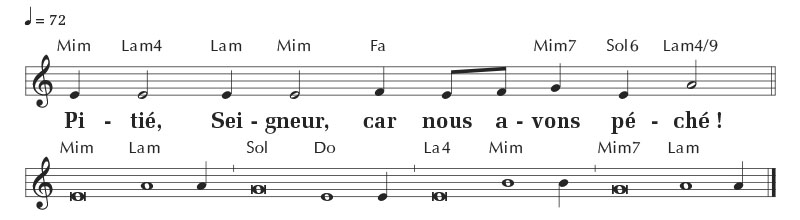 ♩ = 72
Mim Lam4 Lam Mim Fa Mim7 Sol6 Lam4/9
Pi - tié, Sei - gneur, car nous a - vons pé - ché !
Mim Lam Sol Do La4 Mim Mim7 Lam